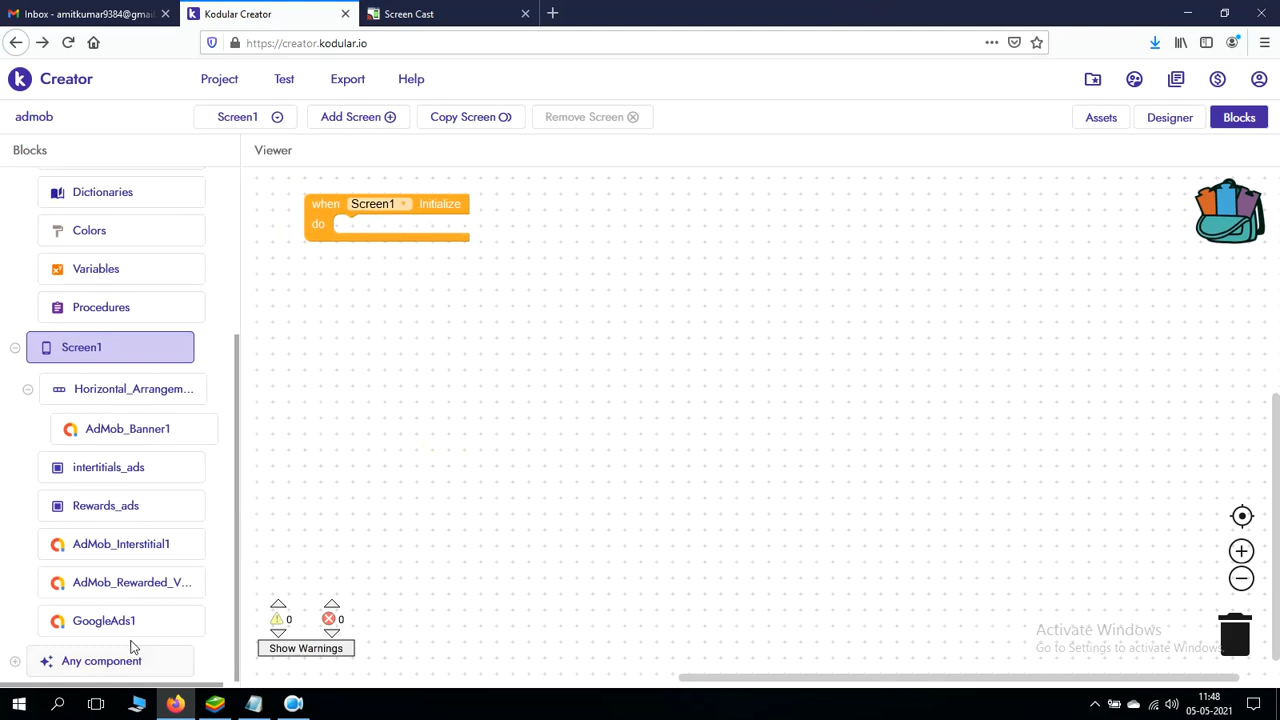 Inbox - amitkumar9384@gmai
Kodular Creator
Screen Cast
https://creator.kodular.io
Creator
Project
Test
Export
Help
admob
Screen1
Add Screen
Copy Screen
Remove Screen
Assets
Designer
Blocks
Blocks
Viewer
Dictionaries
Colors
Variables
Procedures
Screen1
Horizontal_Arrangem...
AdMob_Banner1
intertitials_ads
Rewards_ads
AdMob_Interstitial1
AdMob_Rewarded_V...
GoogleAds1
Any component
when Screen1 Initialize
do
0
0
Show Warnings
Activate Windows
Go to Settings to activate Windows.
11:48
05-05-2021